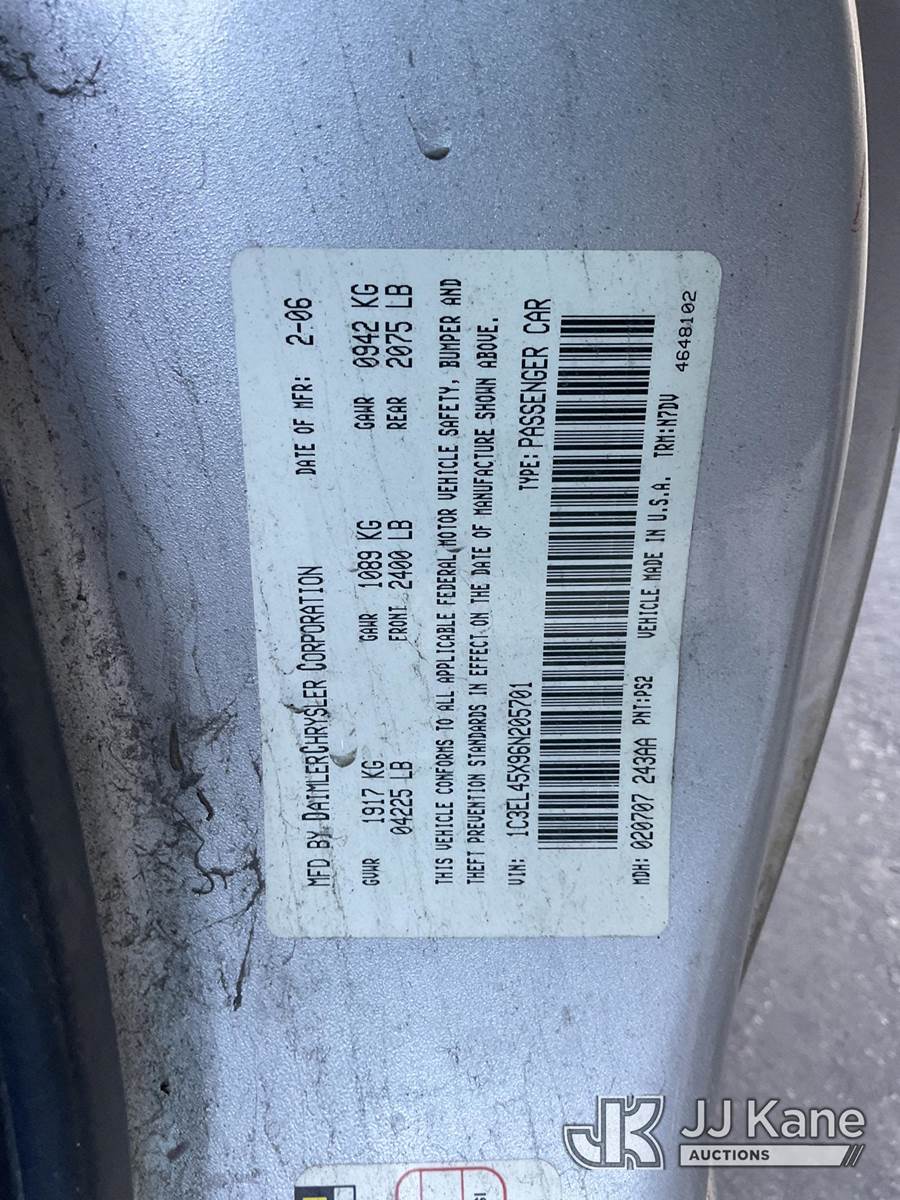 MFD BY DAIMLERCHRYSLER CORPORATION DATE OF MFR: 2-06
GVWR 1917 KG GAWR 1089 KG GAWR 0942 KG
04225 LB FRONT 2400 LB REAR 2075 LB
THIS VEHICLE CONFORMS TO ALL APPLICABLE FEDERAL MOTOR VEHICLE SAFETY, BUMPER AND
THEFT PREVENTION STANDARDS IN EFFECT ON THE DATE OF MANUFACTURE SHOWN ABOVE.
VIN: 1C3EL45X96N205701 TYPE: PASSENGER CAR
MDH: 020707 243AA PNT:PS2 VEHICLE MADE IN U.S.A. TRM:N7DV
4648102
JK JJ Kane
AUCTIONS